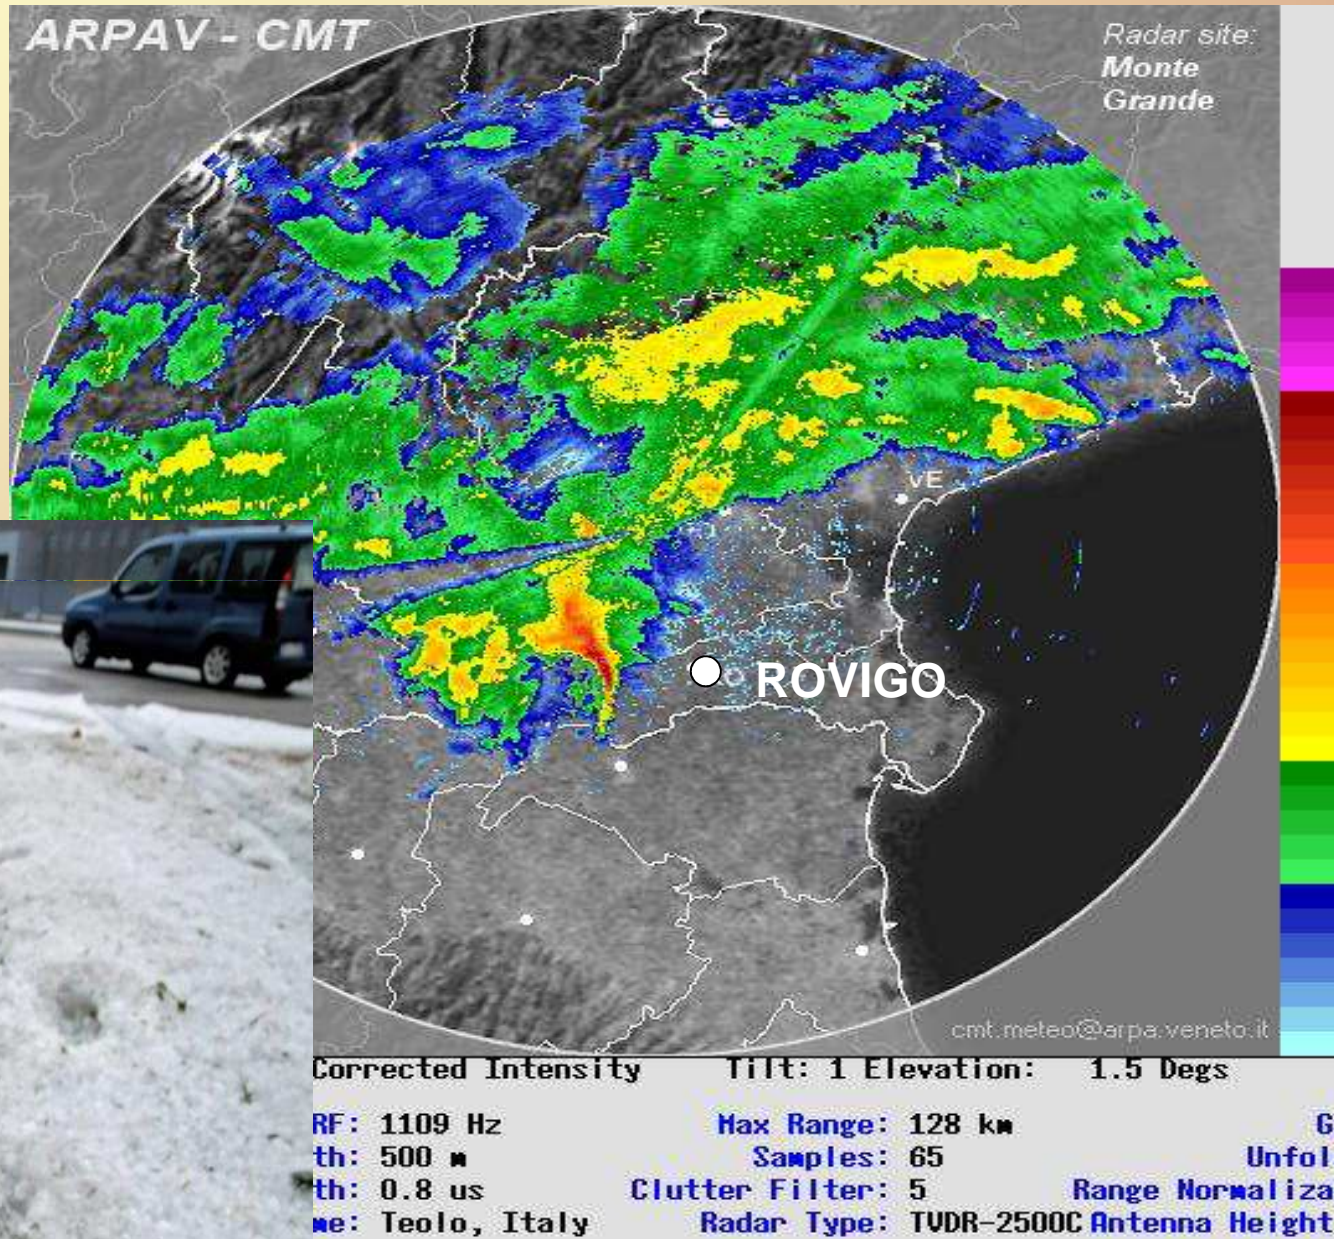 ARPAV - CMT
Radar site:
Monte
Grande
VE
ROVIGO
cmt.meteo@arpa.veneto.it
Corrected Intensity Tilt: 1 Elevation: 1.5 Degs
RF: 1109 Hz Max Range: 128 km G
th: 500 m Samples: 65 Unfol
th: 0.8 us Clutter Filter: 5 Range Normaliza
me: Teolo, Italy Radar Type: TVDR-2500C Antenna Height